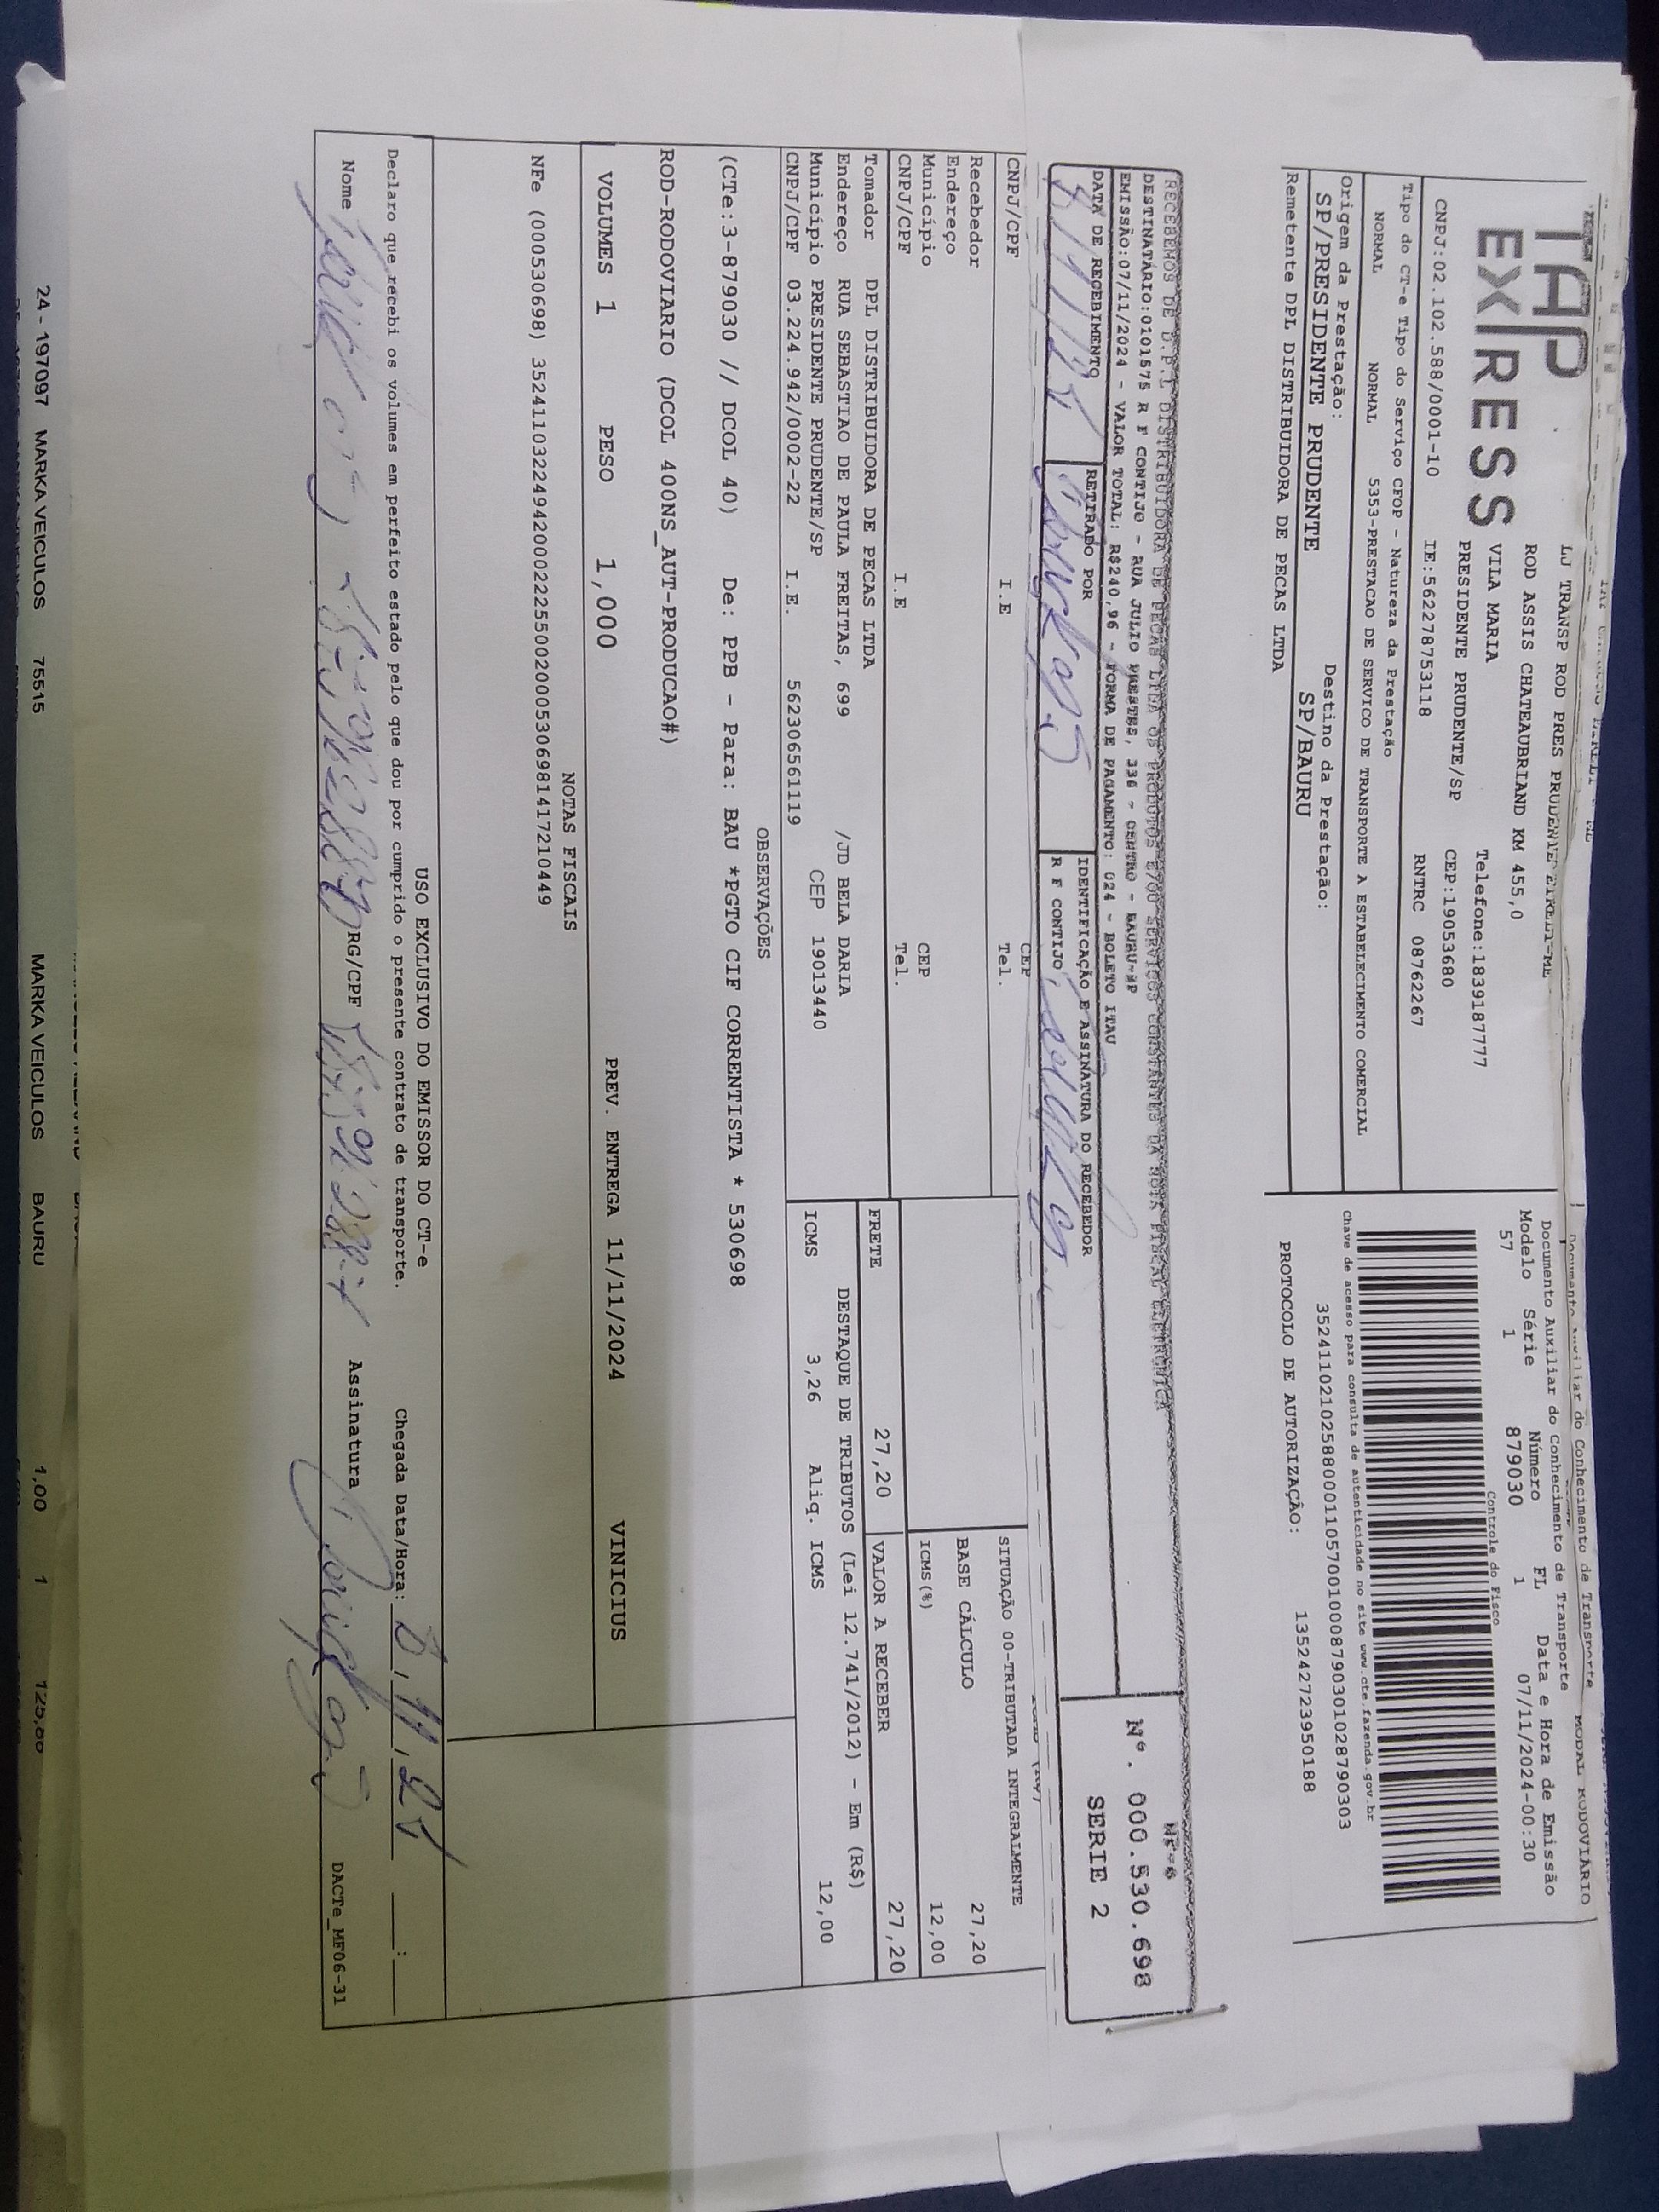 TAP
EXPRESS
LJ TRANSP ROD PRES PRUDENTE EIRELI-ME
ROD ASSIS CHATEAUBRIAND KM 455,0
VILA MARIA Telefone:1839187777
PRESIDENTE PRUDENTE/SP CEP:19053680
CNPJ:02.102.588/0001-10 IE:562278753118 RNTRC 08762267
Tipo do CT-e Tipo do Serviço CFOP - Natureza da Prestação
NORMAL NORMAL 5353-PRESTACAO DE SERVICO DE TRANSPORTE A ESTABELECIMENTO COMERCIAL
Origem da Prestação: Destino da Prestação:
SP/PRESIDENTE PRUDENTE SP/BAURU
Remetente DPL DISTRIBUIDORA DE PECAS LTDA
MODAL RODOVIÁRIO
Documento Auxiliar do Conhecimento de Transporte
Documento Auxiliar do Conhecimento de Transporte
Modelo Série Número FL Data e Hora de Emissão
57 1 879030 1 07/11/2024-00:30
Controle do Fisco
Chave de acesso para consulta de autenticidade no site www.cte.fazenda.gov.br
35241102102588000110570010008790301028790303
PROTOCOLO DE AUTORIZAÇÃO: 135242723950188
RECEBEMOS DE D.P.L DISTRIBUIDORA DE PECAS LTDA OS PRODUTOS E/OU SERVIÇOS CONSTANTES DA NOTA FISCAL ELETRONICA
DESTINATÁRO:0101575 R F CONTIJO - RUA JULIO PRESTES, 336 - CENTRO - BAURU-SP
EMISSÃO:07/11/2024 - VALOR TOTAL: R$240,96 - FORMA DE PAGAMENTO: 024 - BOLETO ITAU
DATA DE RECEBIMENTO RETIRADO POR IDENTIFICAÇÃO E ASSINATURA DO RECEBEDOR
R F CONTIJO
NF-e
Nº. 000.530.698
SERIE 2
CEP
CNPJ/CPF I.E Tel.
Recebedor
Endereço
Município CEP
CNPJ/CPF I.E Tel.
SITUAÇÃO 00-TRIBUTADA INTEGRALMENTE
BASE CÁLCULO 27,20
ICMS(%) 12,00
Tomador DPL DISTRIBUIDORA DE PECAS LTDA
Endereço RUA SEBASTIAO DE PAULA FREITAS, 699 /JD BELA DARIA
Município PRESIDENTE PRUDENTE/SP CEP 19013440
CNPJ/CPF 03.224.942/0002-22 I.E. 562306561119
FRETE 27,20 VALOR A RECEBER 27,20
DESTAQUE DE TRIBUTOS (Lei 12.741/2012) - Em (R$)
ICMS 3,26 Aliq. ICMS 12,00
OBSERVAÇÕES
(CTe:3-879030 // DCOL 40) De: PPB - Para: BAU *PGTO CIF CORRENTISTA * 530698
ROD-RODOVIARIO (DCOL 400NS_AUT-PRODUCAO#)
VOLUMES 1 PESO 1,000 PREV. ENTREGA 11/11/2024 VINICIUS
NOTAS FISCAIS
NFe (000530698) 35241103224942000222550020005306981417210449
USO EXCLUSIVO DO EMISSOR DO CT-e
Declaro que recebi os volumes em perfeito estado pelo que dou por cumprido o presente contrato de transporte. Chegada Data/Hora: 8/11/24 ___:___
Nome RG/CPF Assinatura DACTe_MF06-31
24 - 197097 MARKA VEICULOS 75515 MARKA VEICULOS BAURU 1,00 1 125,60